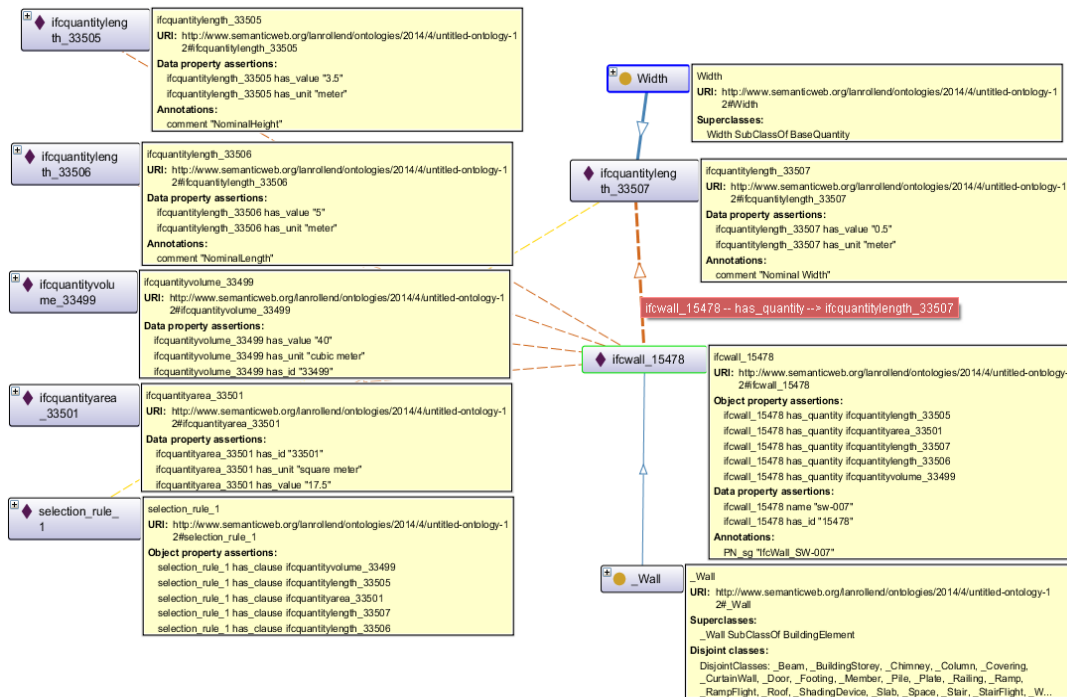 ifcquantityleng
th_33505
ifcquantitylength_33505
URI: http://www.semanticweb.org/lanrollend/ontologies/2014/4/untitled-ontology-1
2#ifcquantitylength_33505
Data property assertions:
ifcquantitylength_33505 has_value "3.5"
ifcquantitylength_33505 has_unit "meter"
Annotations:
comment "NominalHeight"
ifcquantityleng
th_33506
ifcquantitylength_33506
URI: http://www.semanticweb.org/lanrollend/ontologies/2014/4/untitled-ontology-1
2#ifcquantitylength_33506
Data property assertions:
ifcquantitylength_33506 has_value "5"
ifcquantitylength_33506 has_unit "meter"
Annotations:
comment "NominalLength"
ifcquantityvolu
me_33499
ifcquantityvolume_33499
URI: http://www.semanticweb.org/lanrollend/ontologies/2014/4/untitled-ontology-1
2#ifcquantityvolume_33499
Data property assertions:
ifcquantityvolume_33499 has_value "40"
ifcquantityvolume_33499 has_unit "cubic meter"
ifcquantityvolume_33499 has_id "33499"
ifcquantityarea
_33501
ifcquantityarea_33501
URI: http://www.semanticweb.org/lanrollend/ontologies/2014/4/untitled-ontology-1
2#ifcquantityarea_33501
Data property assertions:
ifcquantityarea_33501 has_id "33501"
ifcquantityarea_33501 has_unit "square meter"
ifcquantityarea_33501 has_value "17.5"
selection_rule_
1
selection_rule_1
URI: http://www.semanticweb.org/lanrollend/ontologies/2014/4/untitled-ontology-1
2#selection_rule_1
Object property assertions:
selection_rule_1 has_clause ifcquantityvolume_33499
selection_rule_1 has_clause ifcquantitylength_33505
selection_rule_1 has_clause ifcquantityarea_33501
selection_rule_1 has_clause ifcquantitylength_33507
selection_rule_1 has_clause ifcquantitylength_33506
Width
Width
URI: http://www.semanticweb.org/lanrollend/ontologies/2014/4/untitled-ontology-1
2#Width
Superclasses:
Width SubClassOf BaseQuantity
ifcquantityleng
th_33507
ifcquantitylength_33507
URI: http://www.semanticweb.org/lanrollend/ontologies/2014/4/untitled-ontology-1
2#ifcquantitylength_33507
Data property assertions:
ifcquantitylength_33507 has_value "0.5"
ifcquantitylength_33507 has_unit "meter"
Annotations:
comment "Nominal Width"
ifcwall_15478 -- has_quantity --> ifcquantitylength_33507
ifcwall_15478
ifcwall_15478
URI: http://www.semanticweb.org/lanrollend/ontologies/2014/4/untitled-ontology-1
2#ifcwall_15478
Object property assertions:
ifcwall_15478 has_quantity ifcquantitylength_33505
ifcwall_15478 has_quantity ifcquantityarea_33501
ifcwall_15478 has_quantity ifcquantitylength_33507
ifcwall_15478 has_quantity ifcquantitylength_33506
ifcwall_15478 has_quantity ifcquantityvolume_33499
Data property assertions:
ifcwall_15478 name "sw-007"
ifcwall_15478 has_id "15478"
Annotations:
PN_sg "IfcWall_SW-007"
_Wall
_Wall
URI: http://www.semanticweb.org/lanrollend/ontologies/2014/4/untitled-ontology-1
2#_Wall
Superclasses:
_Wall SubClassOf BuildingElement
Disjoint classes:
DisjointClasses: _Beam, _BuildingStorey, _Chimney, _Column, _Covering,
_CurtainWall, _Door, _Footing, _Member, _Pile, _Plate, _Railing, _Ramp,
_RampFlight, _Roof, _ShadingDevice, _Slab, _Space, _Stair, _StairFlight, _W...